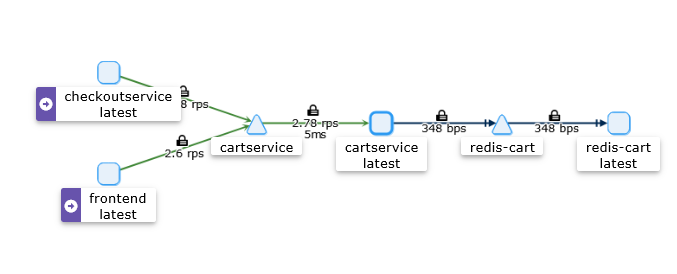 checkoutservice
latest
8 rps
2.6 rps
frontend
latest
cartservice
2.78 rps
5ms
cartservice
latest
348 bps
redis-cart
348 bps
redis-cart
latest